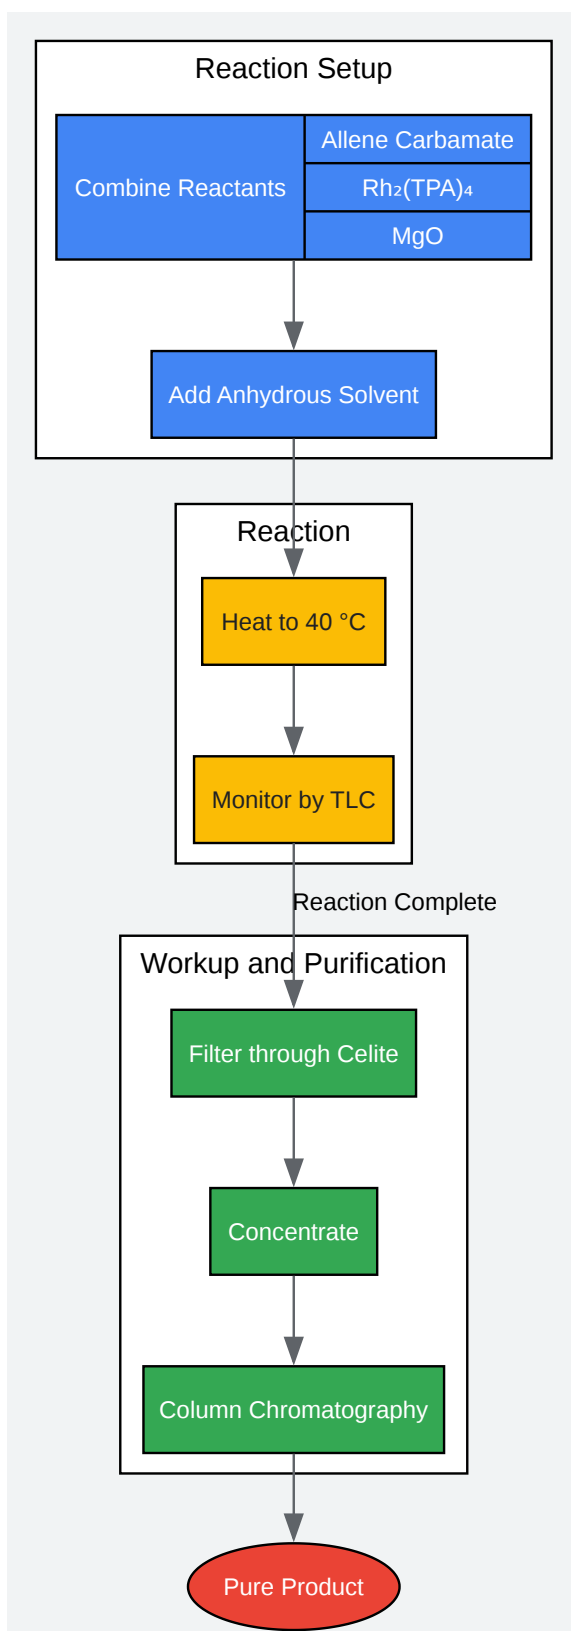 Reaction Setup
Combine Reactants
Allene Carbamate
Rh₂(TPA)₄
MgO
Add Anhydrous Solvent
Reaction
Heat to 40 °C
Monitor by TLC
Reaction Complete
Workup and Purification
Filter through Celite
Concentrate
Column Chromatography
Pure Product